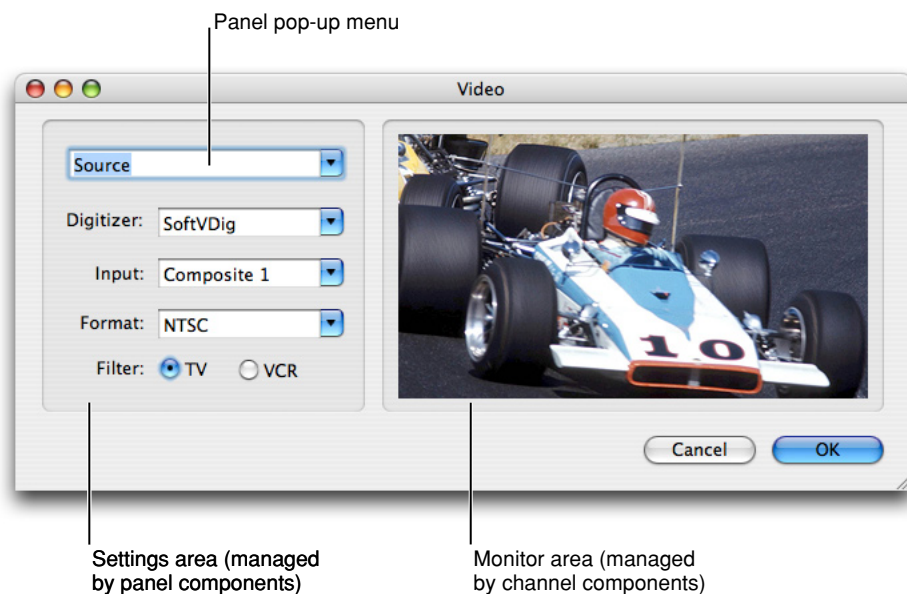 Panel pop-up menu
Video
Source
Digitizer: SoftVDig
Input: Composite 1
Format: NTSC
Filter: TV VCR
10
Cancel OK
Settings area (managed
by panel components)
Monitor area (managed
by channel components)